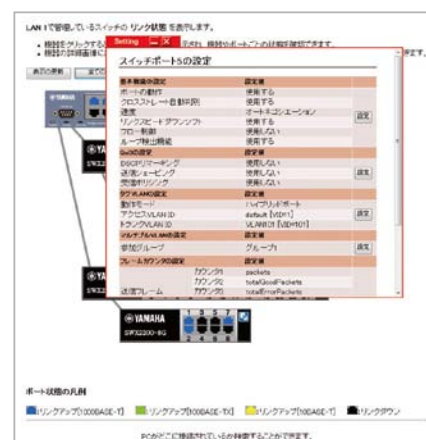 LAN 1で管理しているスイッチの リンク状態 を表示します。
Setting
スイッチポート5の設定
基本機能の設定 設定値
ポートの動作 使用する
クロス/ストレート自動判別 使用する
速度 オートネゴシエーション
リンクスピードダウンシフト 使用する
フロー制御 使用しない
ループ検出機能 使用する
設定
QoSの設定 設定値
DSCPリマーキング 使用しない
送信シェーピング 使用しない
受信ポリシング 使用しない
設定
タグVLANの設定 設定値
動作モード ハイブリッドポート
アクセスVLAN ID default [VID=1]
トランクVLAN ID VLAN101 [VID=101]
設定
マルチプルVLANの設定 設定値
参加グループ グループ1
設定
フレームカウンタの設定 設定値
カウンタ1 packets
カウンタ2 totalGoodPackets
送信フレーム カウンタ3 totalErrorPackets
YAMAHA
YAMAHA
SWX2200-8G
ポート状態の凡例
:リンクアップ[1000BASE-T] :リンクアップ[100BASE-TX] :リンクアップ[10BASE-T] :リンクダウン
PCがどこに接続されているか検索することができます。